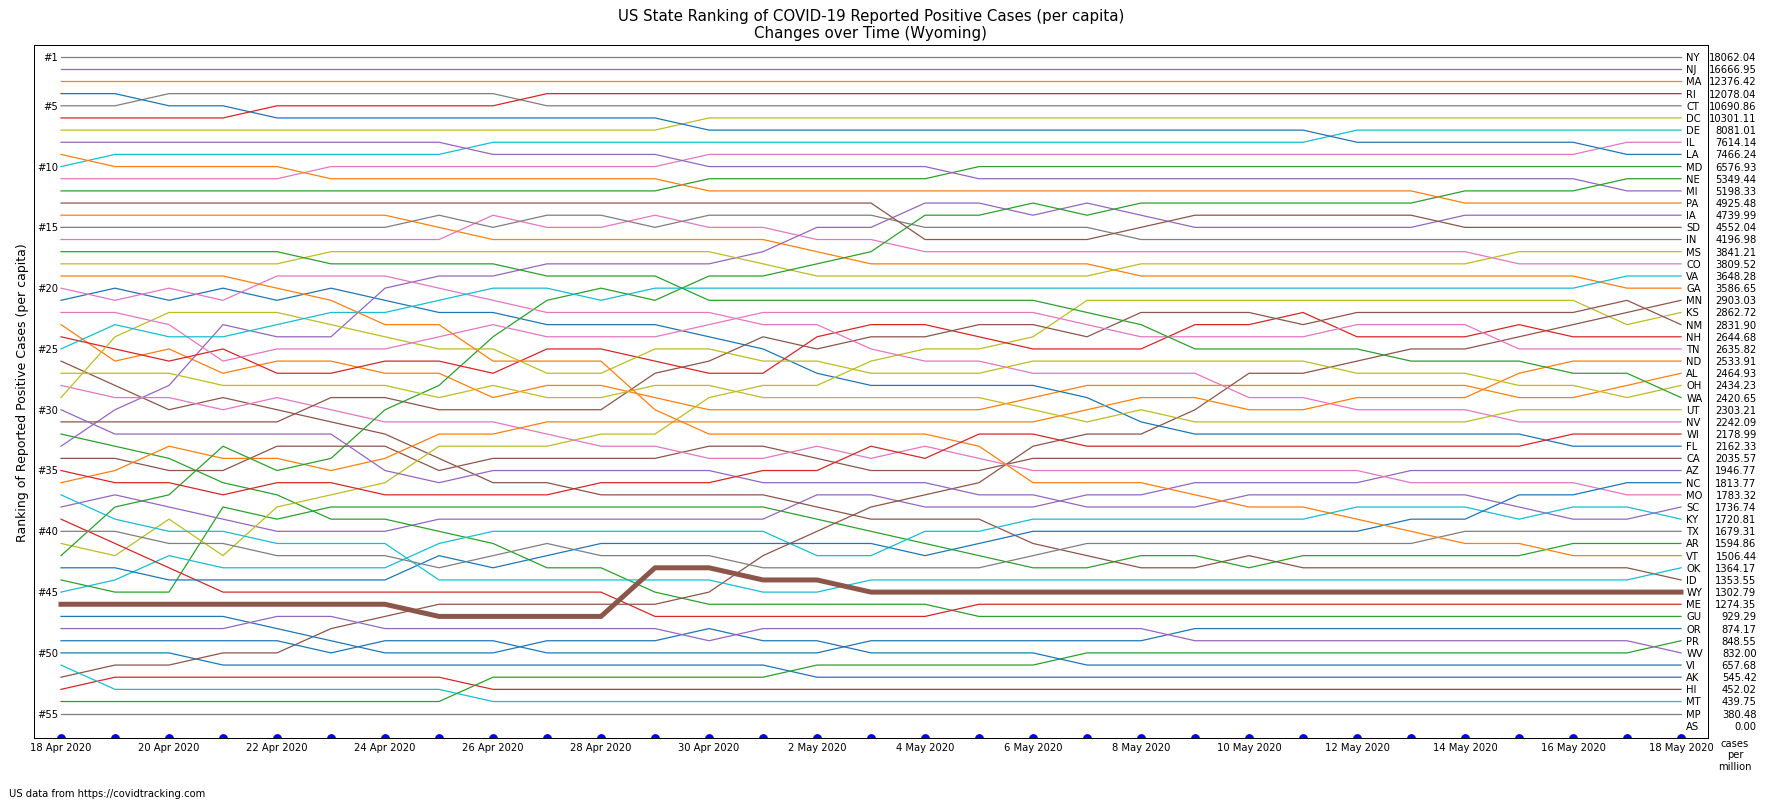 US State Ranking of COVID-19 Reported Positive Cases (per capita)
Changes over Time (Wyoming)
Ranking of Reported Positive Cases (per capita)
#1
#5
#10
#15
#20
#25
#30
#35
#40
#45
#50
#55
NY 18062.04
NJ 16666.95
MA 12376.42
RI 12078.04
CT 10690.86
DC 10301.11
DE 8081.01
IL 7614.14
LA 7466.24
MD 6576.93
NE 5349.44
MI 5198.33
PA 4925.48
IA 4739.99
SD 4552.04
IN 4196.98
MS 3841.21
CO 3809.52
VA 3648.28
GA 3586.65
MN 2903.03
KS 2862.72
NM 2831.90
NH 2644.68
TN 2635.82
ND 2533.91
AL 2464.93
OH 2434.23
WA 2420.65
UT 2303.21
NV 2242.09
WI 2178.99
FL 2162.33
CA 2035.57
AZ 1946.77
NC 1813.77
MO 1783.32
SC 1736.74
KY 1720.81
TX 1679.31
AR 1594.86
VT 1506.44
OK 1364.17
ID 1353.55
WY 1302.79
ME 1274.35
GU 929.29
OR 874.17
PR 848.55
WV 832.00
VI 657.68
AK 545.42
HI 452.02
MT 439.75
MP 380.48
AS 0.00
18 Apr 2020 20 Apr 2020 22 Apr 2020 24 Apr 2020 26 Apr 2020 28 Apr 2020 30 Apr 2020 2 May 2020 4 May 2020 6 May 2020 8 May 2020 10 May 2020 12 May 2020 14 May 2020 16 May 2020 18 May 2020
cases
per
million
US data from https://covidtracking.com